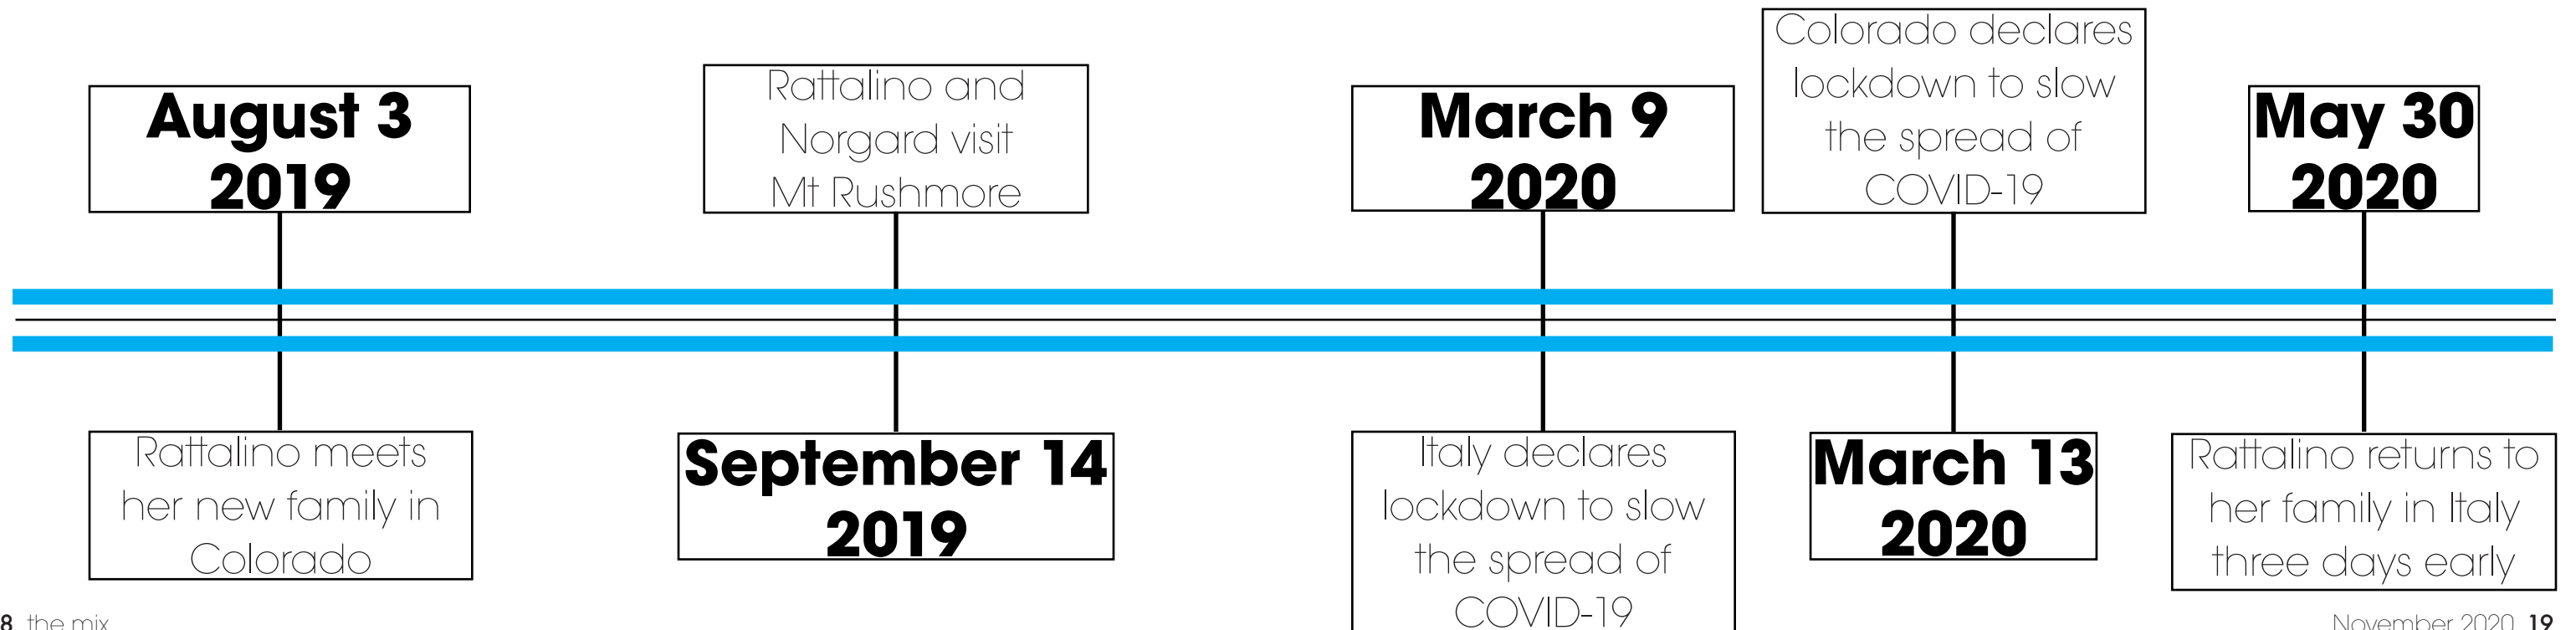 August 3
2019
Rattalino meets
her new family in
Colorado
Rattalino and
Norgard visit
Mt Rushmore
September 14
2019
March 9
2020
Italy declares
lockdown to slow
the spread of
COVID-19
Colorado declares
lockdown to slow
the spread of
COVID-19
March 13
2020
May 30
2020
Rattalino returns to
her family in Italy
three days early
8 the mix
November 2020 19